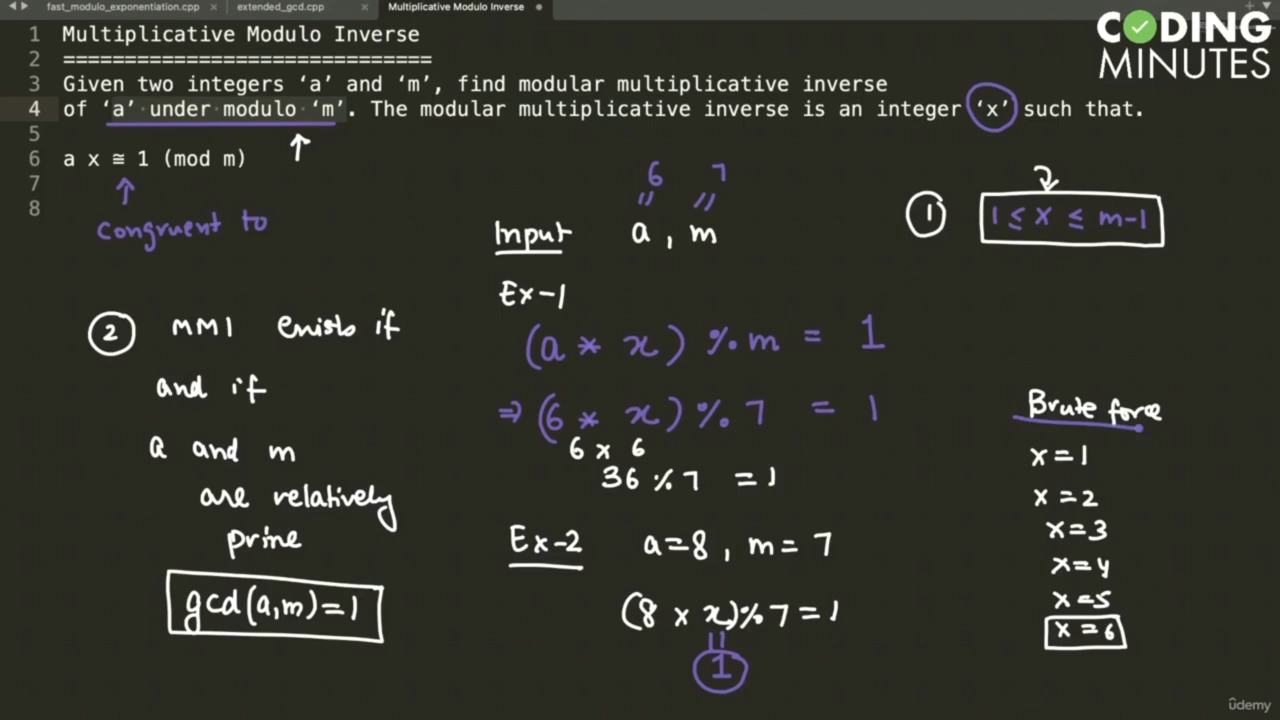 fast_modulo_exponentiation.cpp × extended_gcd.cpp × Multiplicative Modulo Inverse
CODING
MINUTES
1 Multiplicative Modulo Inverse
2 ==============================
3 Given two integers ‘a’ and ‘m’, find modular multiplicative inverse
4 of ‘a’ under modulo ‘m’. The modular multiplicative inverse is an integer ‘x’ such that.
5
6 a x ≅ 1 (mod m)
7
8
congruent to
6 7
" "
Input a, m
① 1 ≤ x ≤ m-1
Ex-1
② MMI exists if
and if
a and m
are relatively
prime
gcd(a,m)=1
(a * x) % m = 1
⇒ (6 * x) % 7 = 1
6 x 6
36 % 7 = 1
Ex-2 a=8, m=7
(8 x x)%7=1
"
1
Brute force
x=1
x=2
x=3
x=4
x=5
x=6
ûdemy